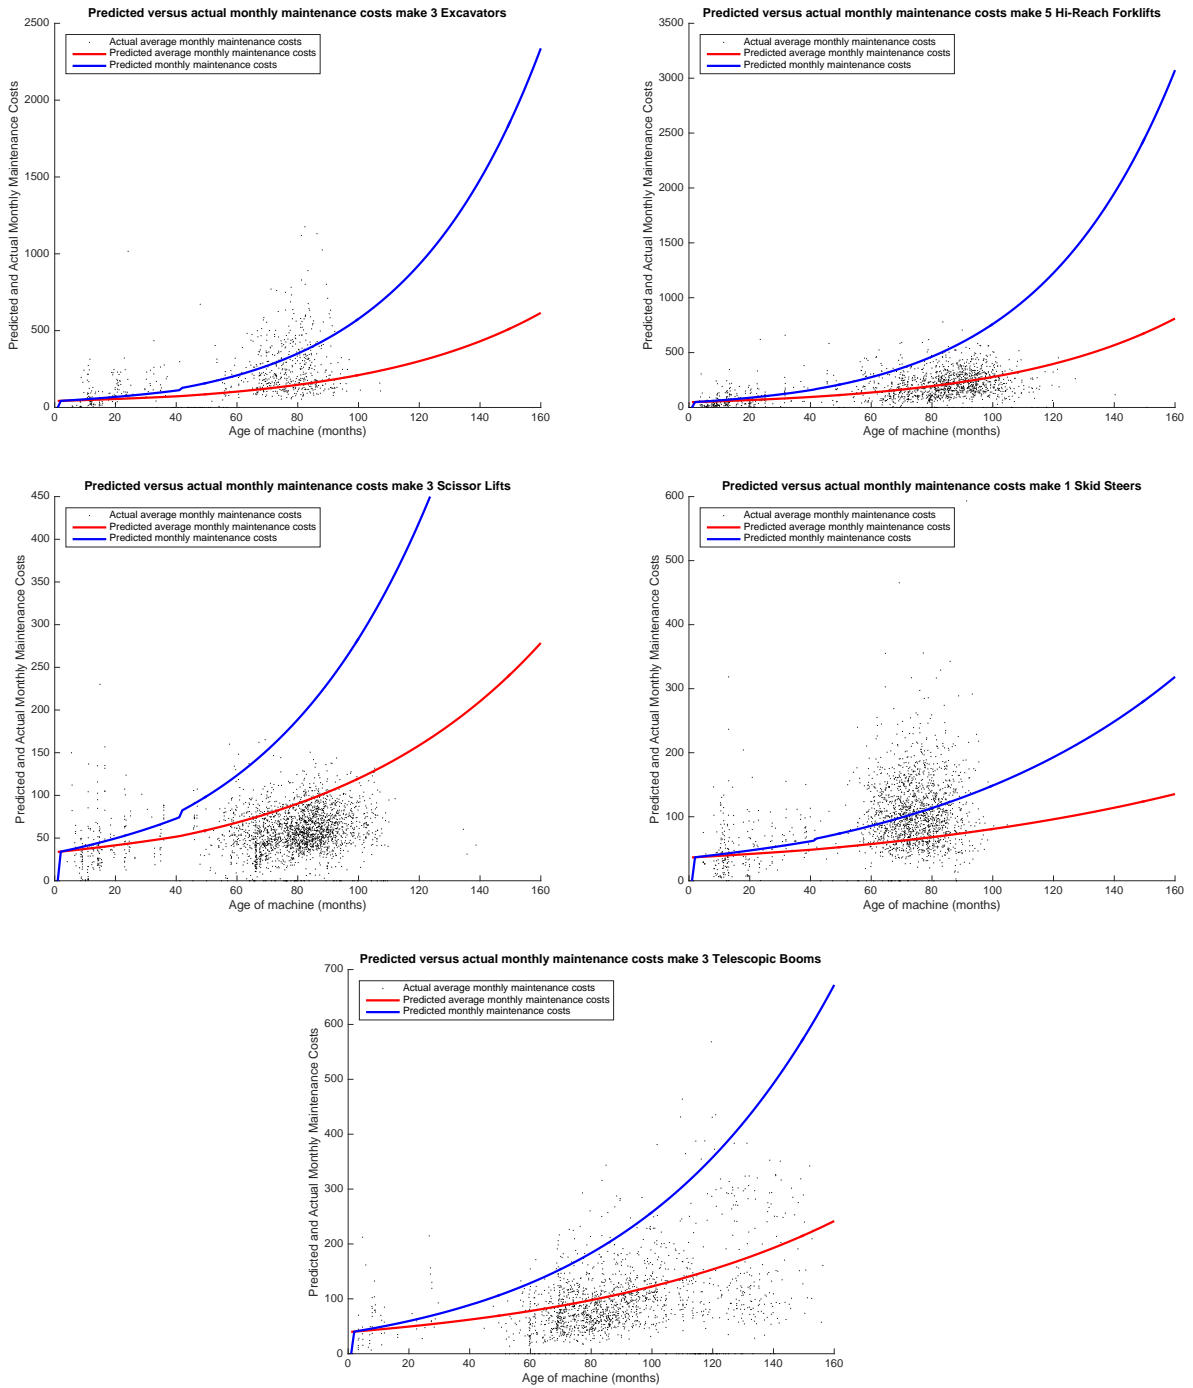 Predicted versus actual monthly maintenance costs make 3 Excavators
2500
2000
1500
1000
500
0
0 20 40 60 80 100 120 140 160
Age of machine (months)
Predicted and Actual Monthly Maintenance Costs
Actual average monthly maintenance costs
Predicted average monthly maintenance costs
Predicted monthly maintenance costs
Predicted versus actual monthly maintenance costs make 5 Hi-Reach Forklifts
3500
3000
2500
2000
1500
1000
500
0
0 20 40 60 80 100 120 140 160
Age of machine (months)
Predicted and Actual Monthly Maintenance Costs
Actual average monthly maintenance costs
Predicted average monthly maintenance costs
Predicted monthly maintenance costs
Predicted versus actual monthly maintenance costs make 3 Scissor Lifts
450
400
350
300
250
200
150
100
50
0
0 20 40 60 80 100 120 140 160
Age of machine (months)
Predicted and Actual Monthly Maintenance Costs
Actual average monthly maintenance costs
Predicted average monthly maintenance costs
Predicted monthly maintenance costs
Predicted versus actual monthly maintenance costs make 1 Skid Steers
600
500
400
300
200
100
0
0 20 40 60 80 100 120 140 160
Age of machine (months)
Predicted and Actual Monthly Maintenance Costs
Actual average monthly maintenance costs
Predicted average monthly maintenance costs
Predicted monthly maintenance costs
Predicted versus actual monthly maintenance costs make 3 Telescopic Booms
700
600
500
400
300
200
100
0
0 20 40 60 80 100 120 140 160
Age of machine (months)
Predicted and Actual Monthly Maintenance Costs
Actual average monthly maintenance costs
Predicted average monthly maintenance costs
Predicted monthly maintenance costs